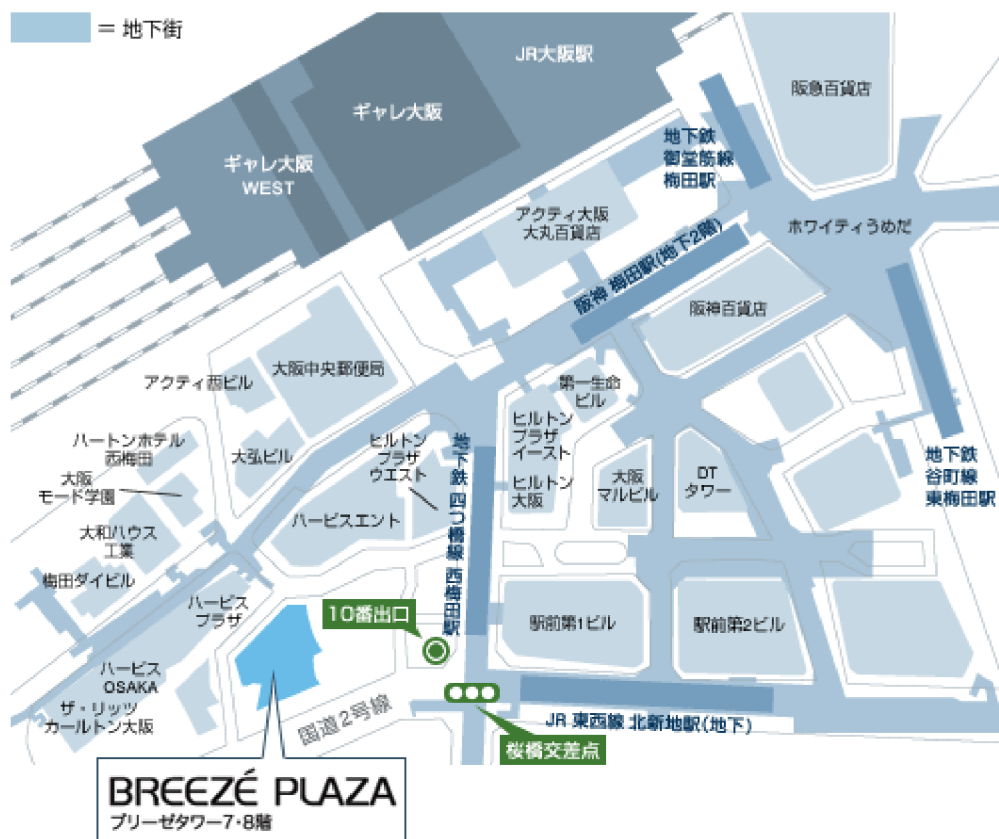 = 地下街
JR大阪駅
ギャレ大阪
ギャレ大阪
WEST
阪急百貨店
地下鉄
御堂筋線
梅田駅
アクティ大阪
大丸百貨店
ホワイティうめだ
阪神 梅田駅(地下2階)
阪神百貨店
大阪中央郵便局
アクティ西ビル
第一生命
ビル
ヒルトン
プラザ
イースト
ヒルトン
大阪
ハートンホテル
西梅田
大弘ビル
ヒルトン
プラザ
ウエスト
地下鉄 四つ橋線 西梅田駅
大阪
マルビル
DT
タワー
地下鉄
谷町線
東梅田駅
大阪
モード学園
ハービスエント
大和ハウス
工業
梅田ダイビル
ハービス
プラザ
10番出口
駅前第1ビル
駅前第2ビル
ハービス
OSAKA
ザ・リッツ
カールトン大阪
国道2号線
JR 東西線 北新地駅(地下)
桜橋交差点
BREEZÉ PLAZA
ブリーゼタワー7・8階